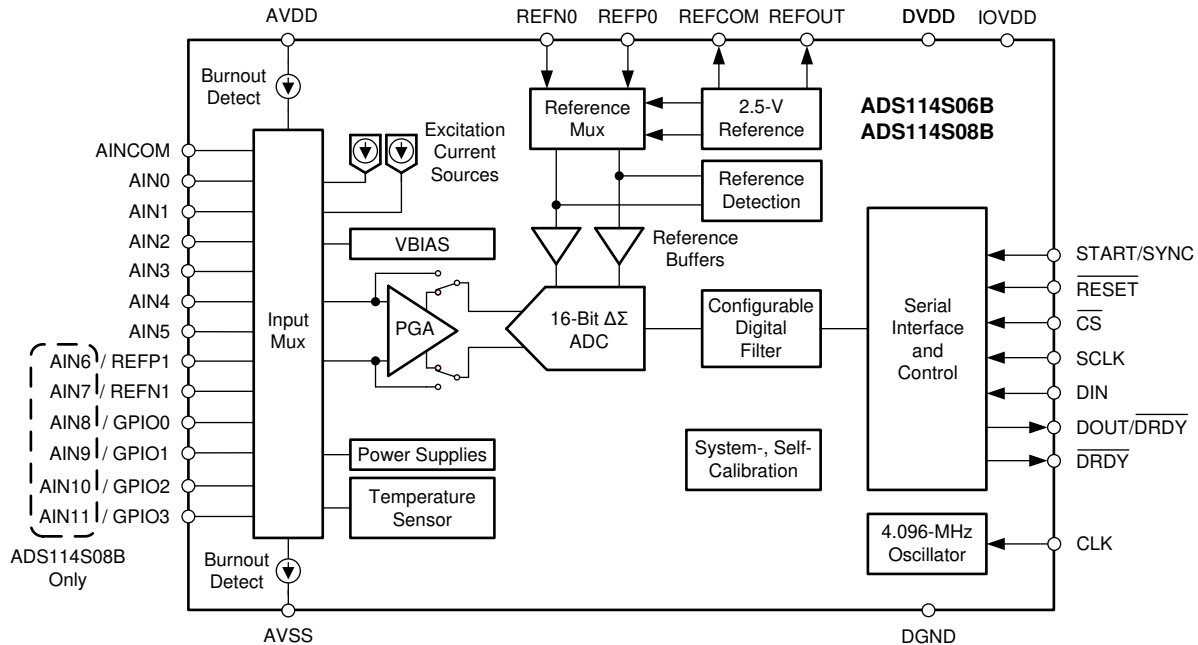 AVDD
REFN0
REFP0
REFCOM
REFOUT
DVDD
IOVDD
Burnout
Detect
Reference
Mux
2.5-V
Reference
ADS114S06B
ADS114S08B
AINCOM
AIN0
AIN1
AIN2
AIN3
AIN4
AIN5
AIN6 / REFP1
AIN7 / REFN1
AIN8 / GPIO0
AIN9 / GPIO1
AIN10 / GPIO2
AIN11 / GPIO3
ADS114S08B
Only
Input
Mux
Excitation
Current
Sources
VBIAS
PGA
Reference
Detection
Reference
Buffers
16-Bit ΔΣ
ADC
Configurable
Digital
Filter
Serial
Interface
and
Control
START/SYNC
RESET
CS
SCLK
DIN
DOUT/DRDY
DRDY
Power Supplies
Temperature
Sensor
System-, Self-
Calibration
4.096-MHz
Oscillator
CLK
Burnout
Detect
AVSS
DGND